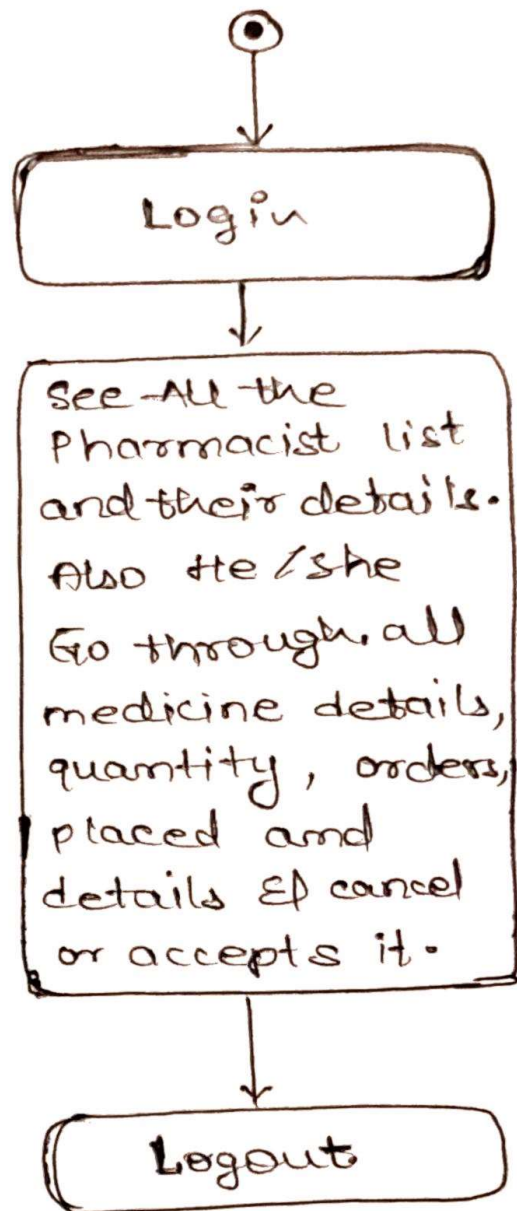 Login
See All the
Pharmacist list
and their details.
Also He/she
Go through all
medicine details,
quantity, orders,
placed and
details & cancel
or accepts it.
Logout